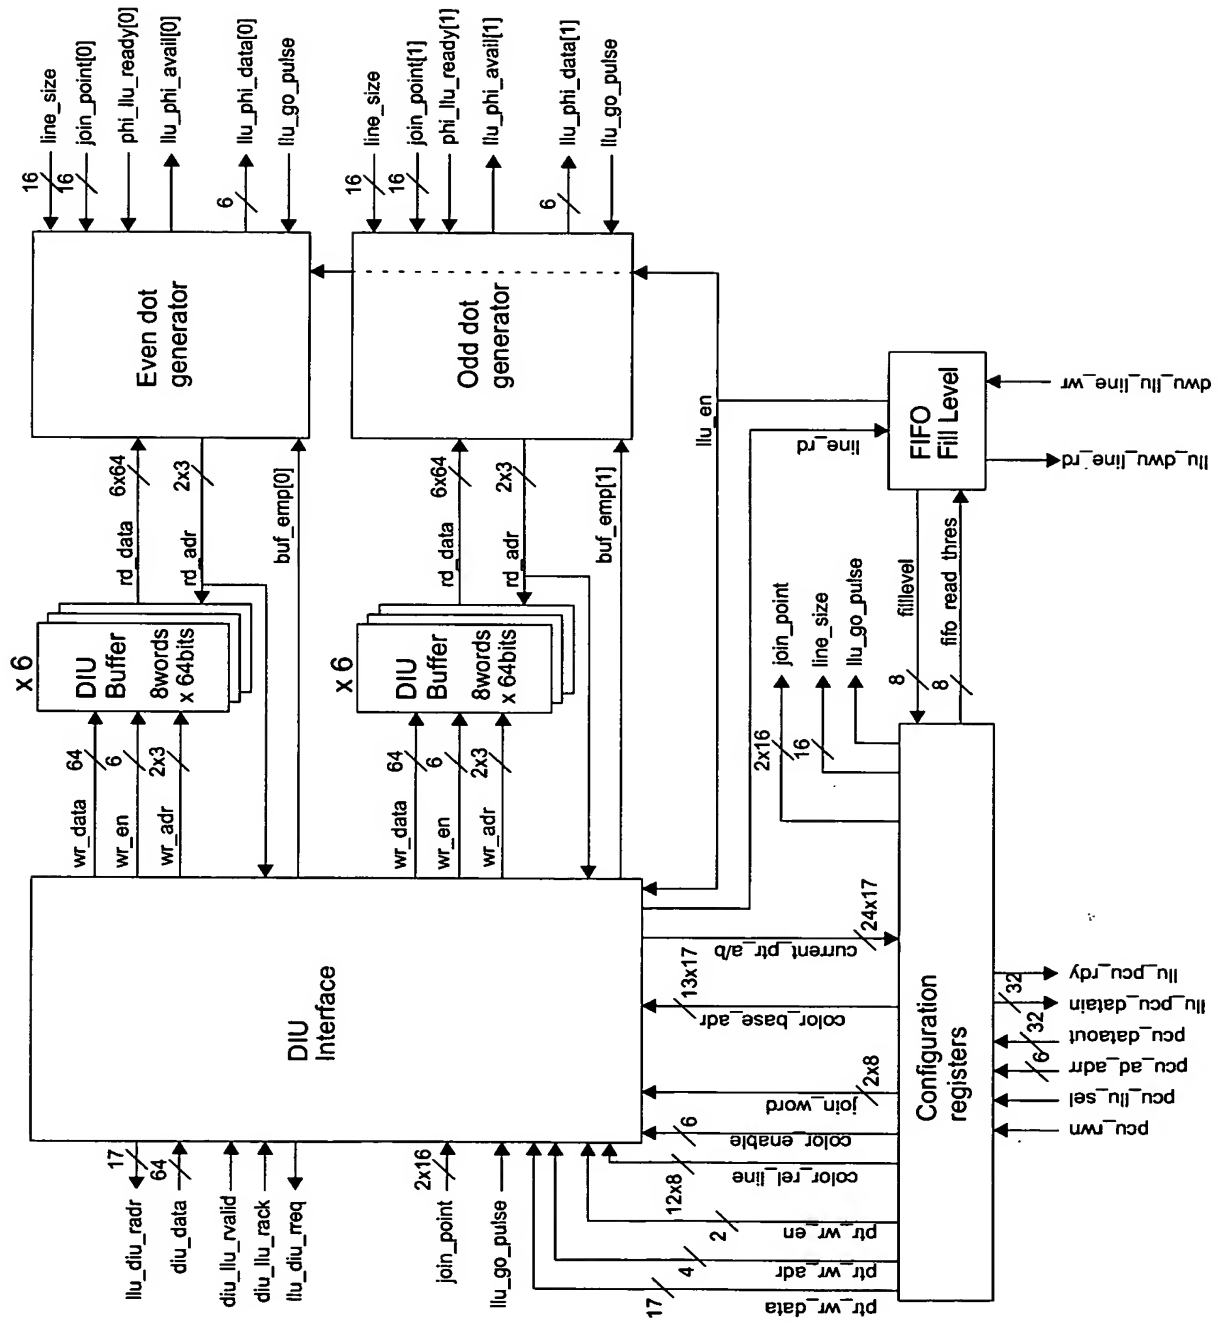 line_size
join_point[0]
phi_llu_ready[0]
llu_phi_avail[0]
llu_phi_data[0]
llu_go_pulse
16
16
6
Even dot
generator
line_size
join_point[1]
phi_llu_ready[1]
llu_phi_avail[1]
llu_phi_data[1]
llu_go_pulse
16
16
6
Odd dot
generator
rd_data
6x64
rd_adr
2x3
buf_emp[0]
rd_data
6x64
rd_adr
2x3
buf_emp[1]
llu_en
line_rd
FIFO
Fill Level
dwu_llu_line_wr
llu_dwu_line_rd
x 6
DIU
Buffer
8words
x 64bits
x 6
DIU
Buffer
8words
x 64bits
wr_data
64
wr_en
6
wr_adr
2x3
wr_data
64
wr_en
6
wr_adr
2x3
join_point
line_size
llu_go_pulse
2x16
16
filllevel
8
fifo_read_thres
8
DIU
Interface
current_ptr_a/b
24x17
color_base_adr
13x17
join_word
2x8
color_enable
6
color_rel_line
12x8
ptr_wr_en
2
ptr_wr_adr
4
ptr_wr_data
17
Configuration
registers
llu_pcu_rdy
llu_pcu_datain
32
pcu_dataout
32
pcu_ad_adrr
6
pcu_llu_sel
pcu_rwn
llu_diu_radr
17
diu_data
64
diu_llu_rvalid
diu_llu_rack
llu_diu_rreq
join_point
2x16
llu_go_pulse